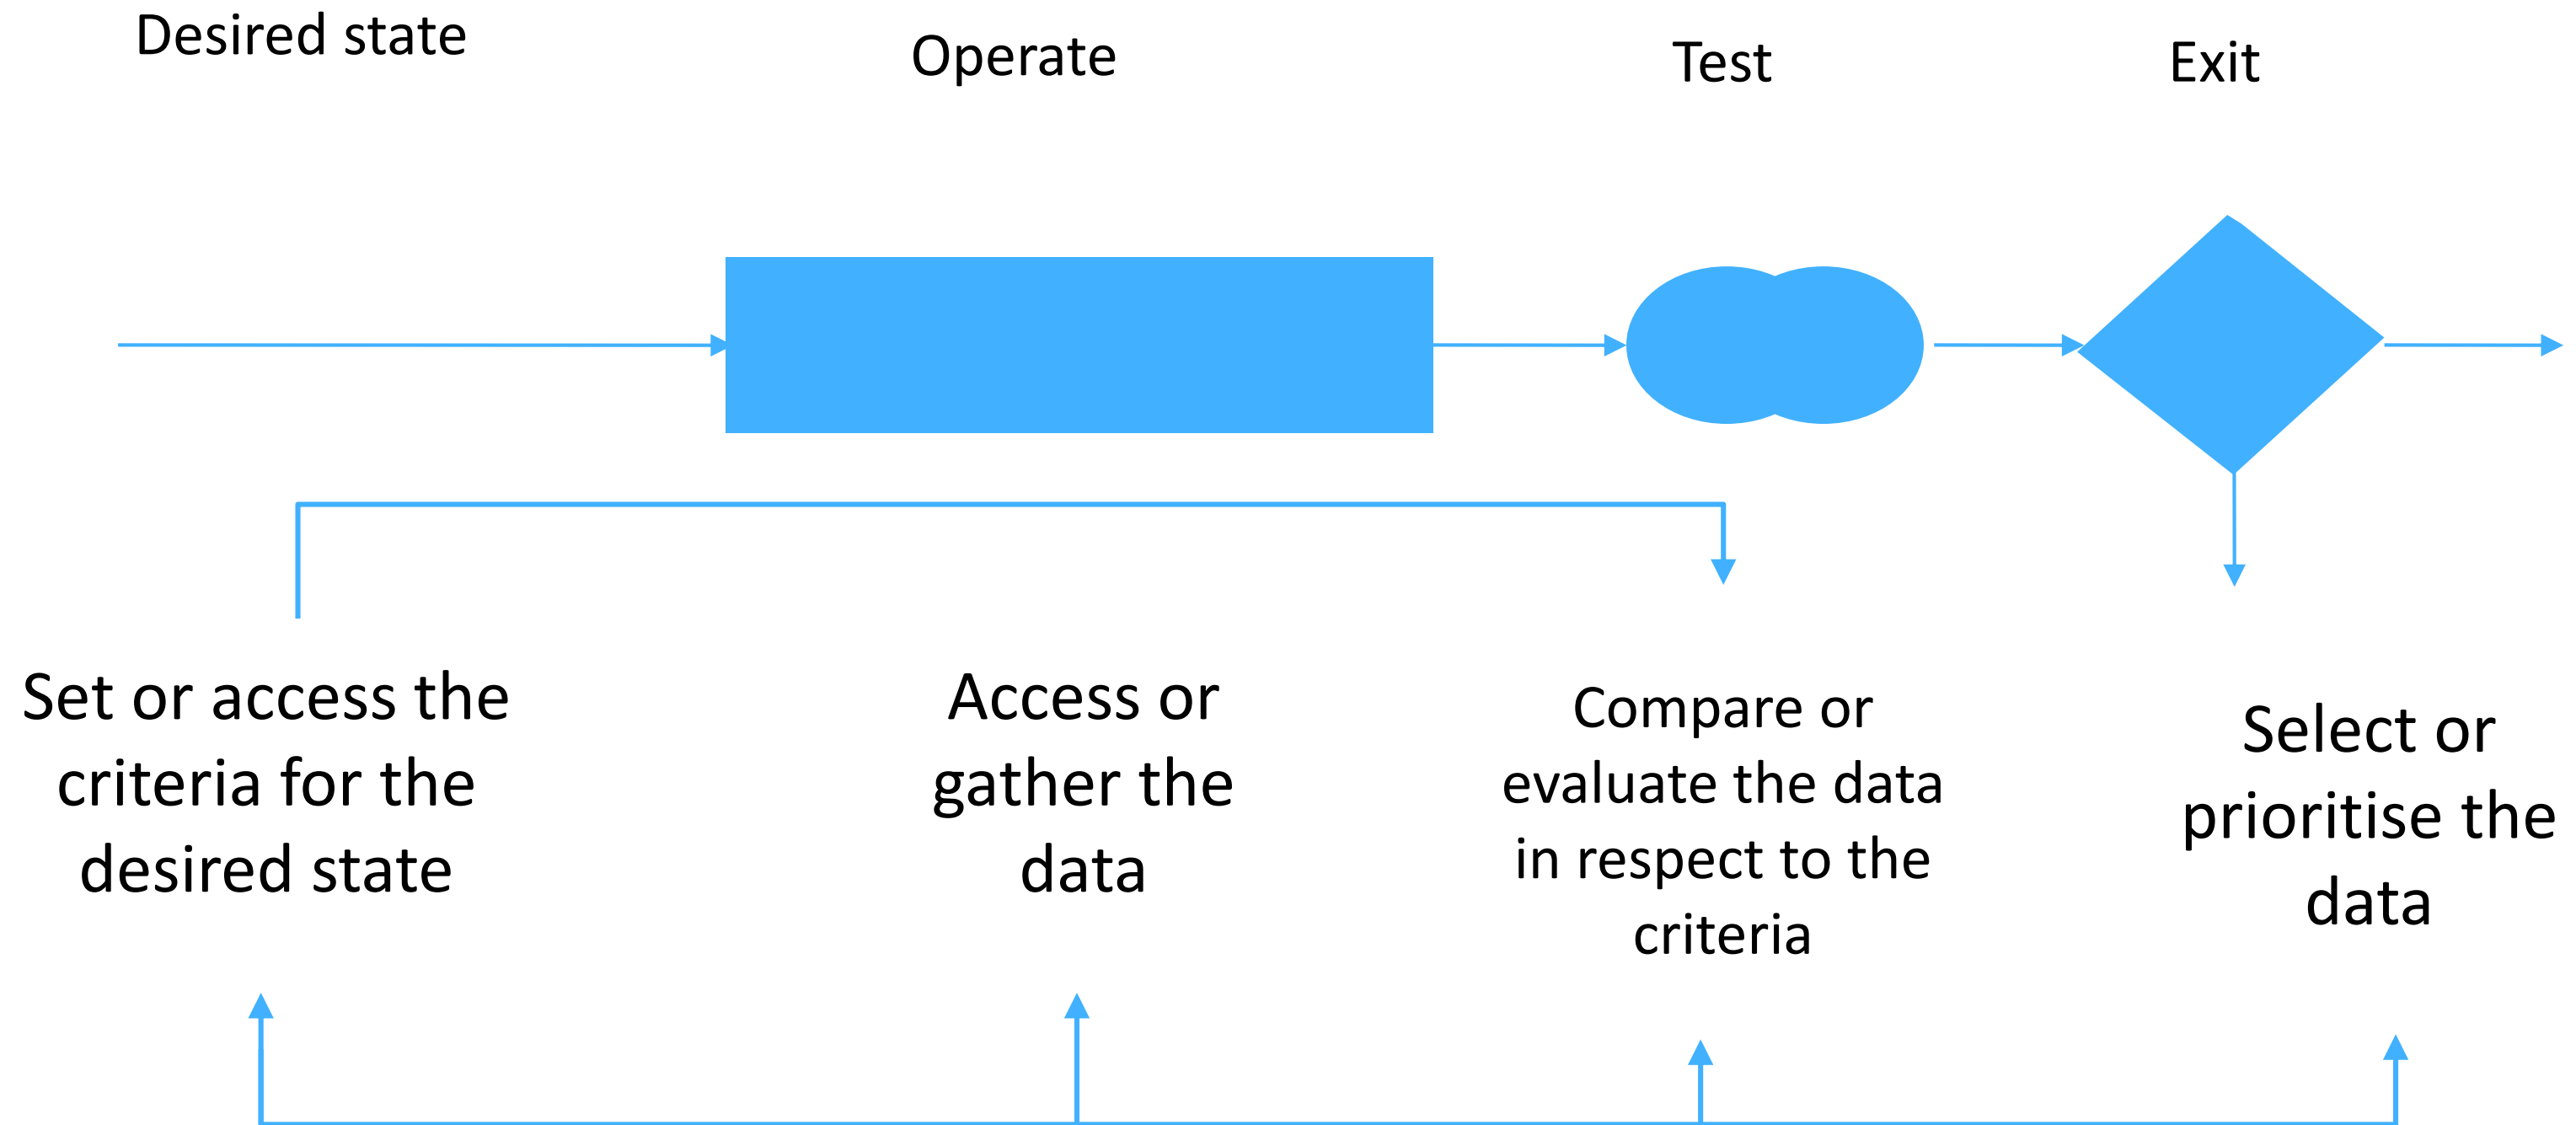 Desired state
Operate
Test
Exit
Set or access the
criteria for the
desired state
Access or
gather the
data
Compare or
evaluate the data
in respect to the
criteria
Select or
prioritise the
data